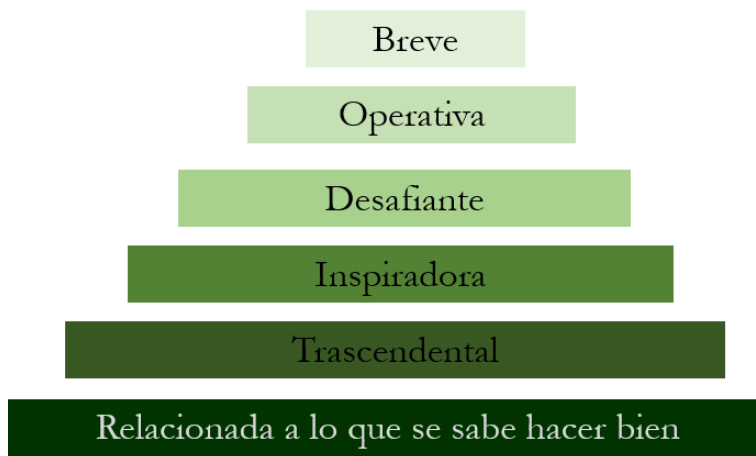 Breve
Operativa
Desafiante
Inspiradora
Trascendental
Relacionada a lo que se sabe hacer bien